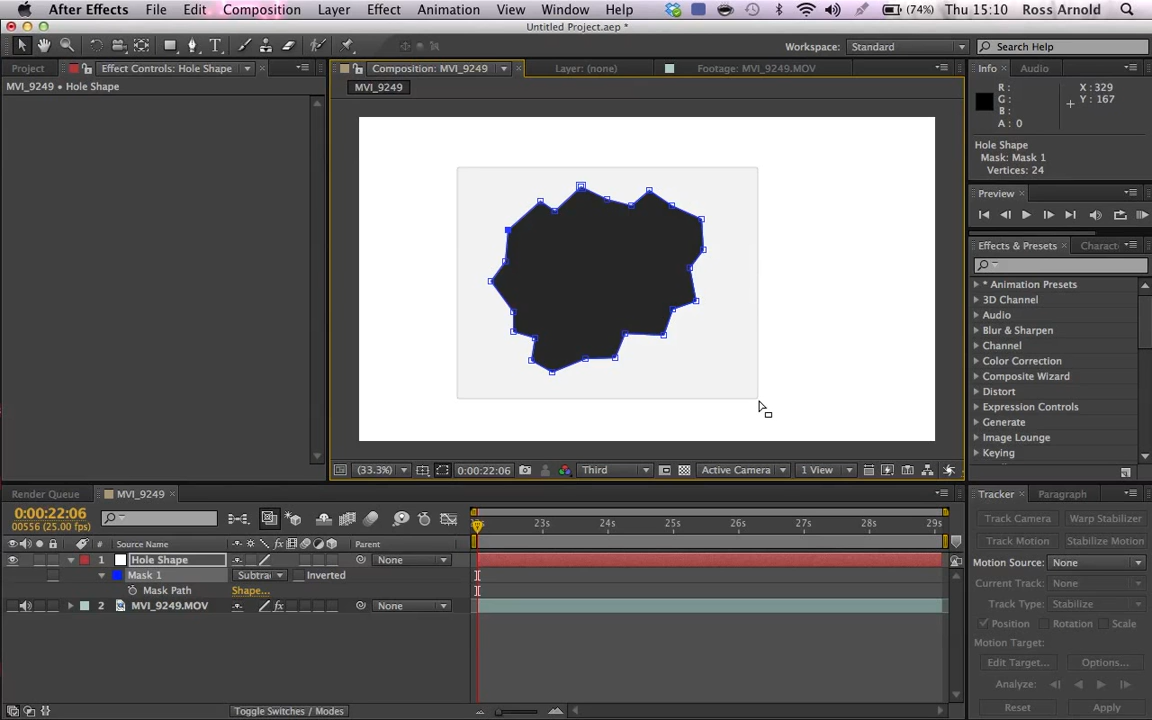 After Effects File Edit Composition Layer Effect Animation View Window Help (74%) Thu 15:10 Ross Arnold
Untitled Project.aep *
Workspace: Standard Search Help
Project Effect Controls: Hole Shape Composition: MVI_9249 Layer: (none) Footage: MVI_9249.MOV Info Audio
MVI_9249 • Hole Shape MVI_9249
R: X: 329
G: Y: 167
B:
A: 0
Hole Shape
Mask: Mask 1
Vertices: 24
Preview
Effects & Presets Charact
* Animation Presets
3D Channel
Audio
Blur & Sharpen
Channel
Color Correction
Composite Wizard
Distort
Expression Controls
Generate
Image Lounge
Keying
(33.3%) 0:00:22:06 Third Active Camera 1 View
Render Queue MVI_9249
0:00:22:06
00556 (25.00 fps)
23s 24s 25s 26s 27s 28s 29s
# Source Name Parent
1 Hole Shape None
Mask 1 Subtra Inverted
Mask Path Shape...
2 MVI_9249.MOV None
Toggle Switches / Modes
Tracker Paragraph
Track Camera Warp Stabilizer
Track Motion Stabilize Motion
Motion Source: None
Current Track: None
Track Type: Stabilize
Position Rotation Scale
Motion Target:
Edit Target... Options...
Analyze:
Reset Apply